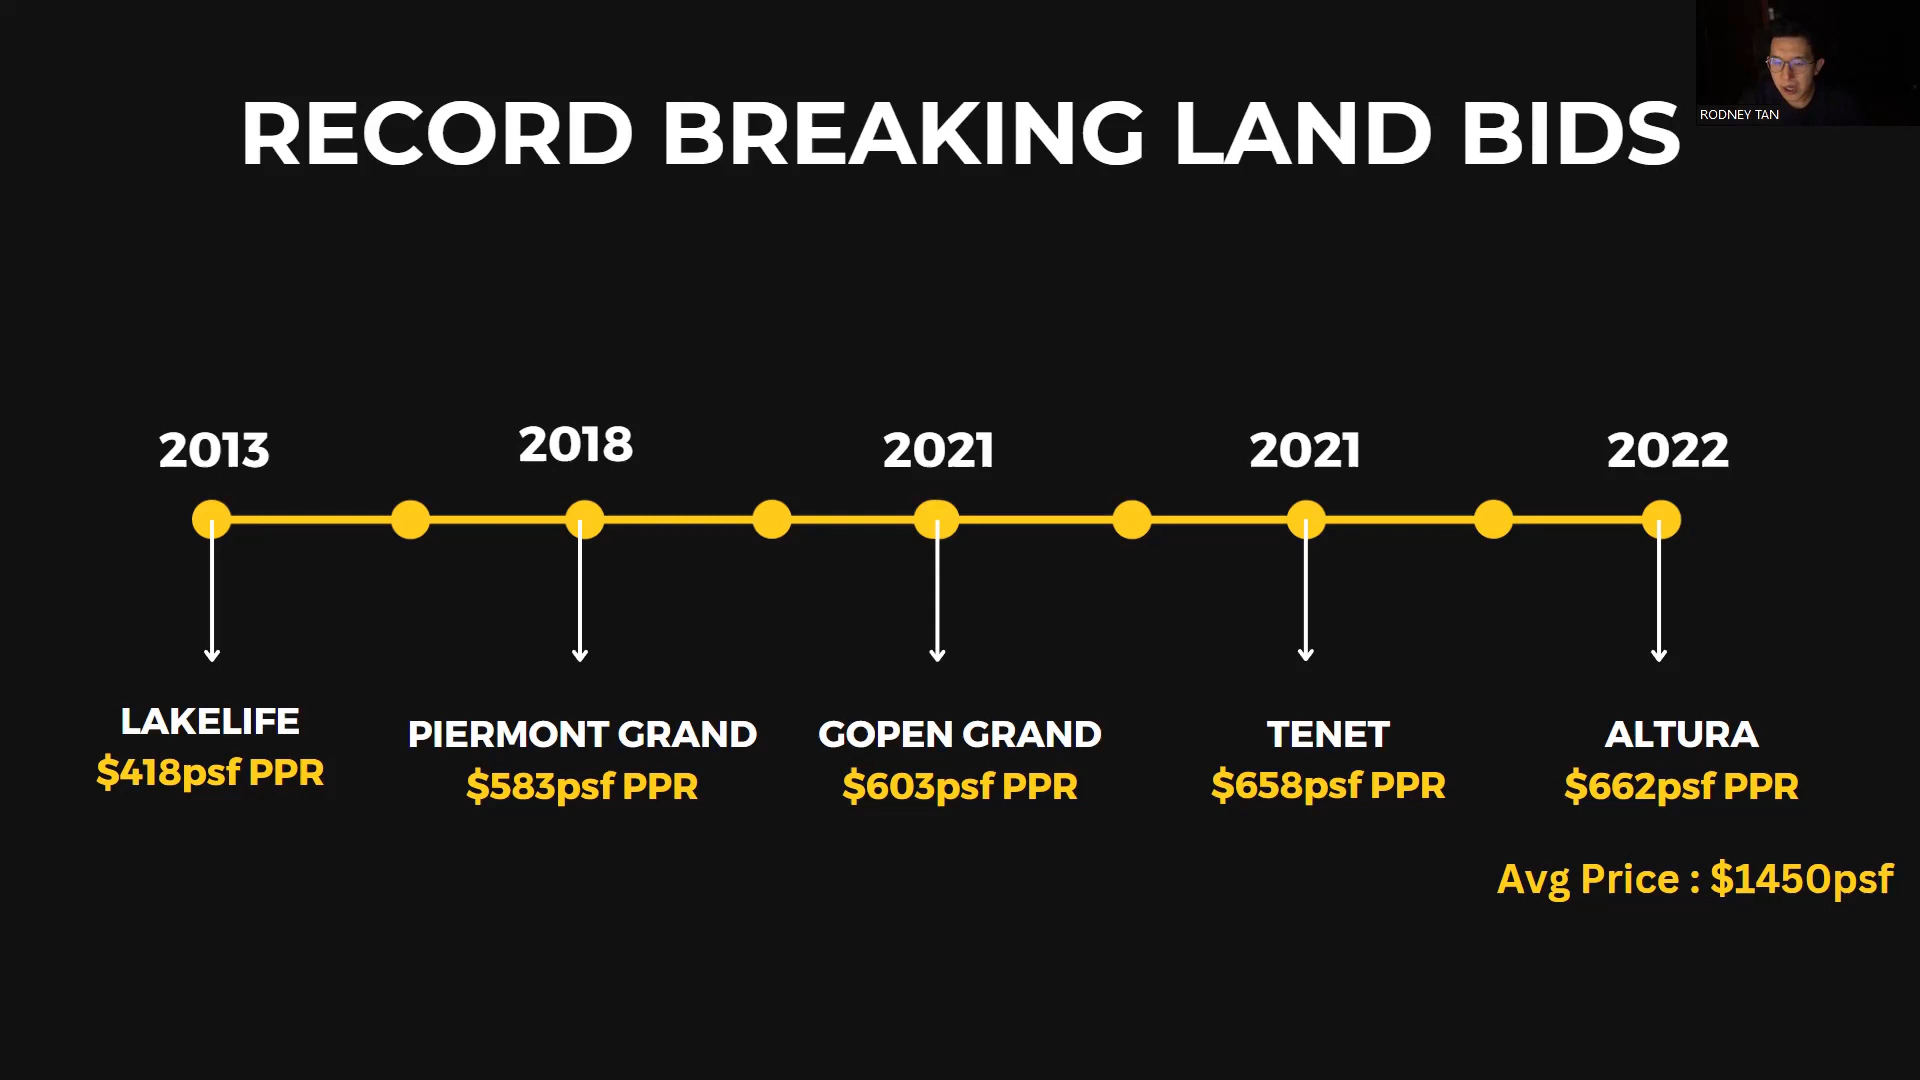 RECORD BREAKING LAND BIDS
RODNEY TAN
2013
2018
2021
2021
2022
LAKELIFE
$418psf PPR
PIERMONT GRAND
$583psf PPR
GOPEN GRAND
$603psf PPR
TENET
$658psf PPR
ALTURA
$662psf PPR
Avg Price : $1450psf